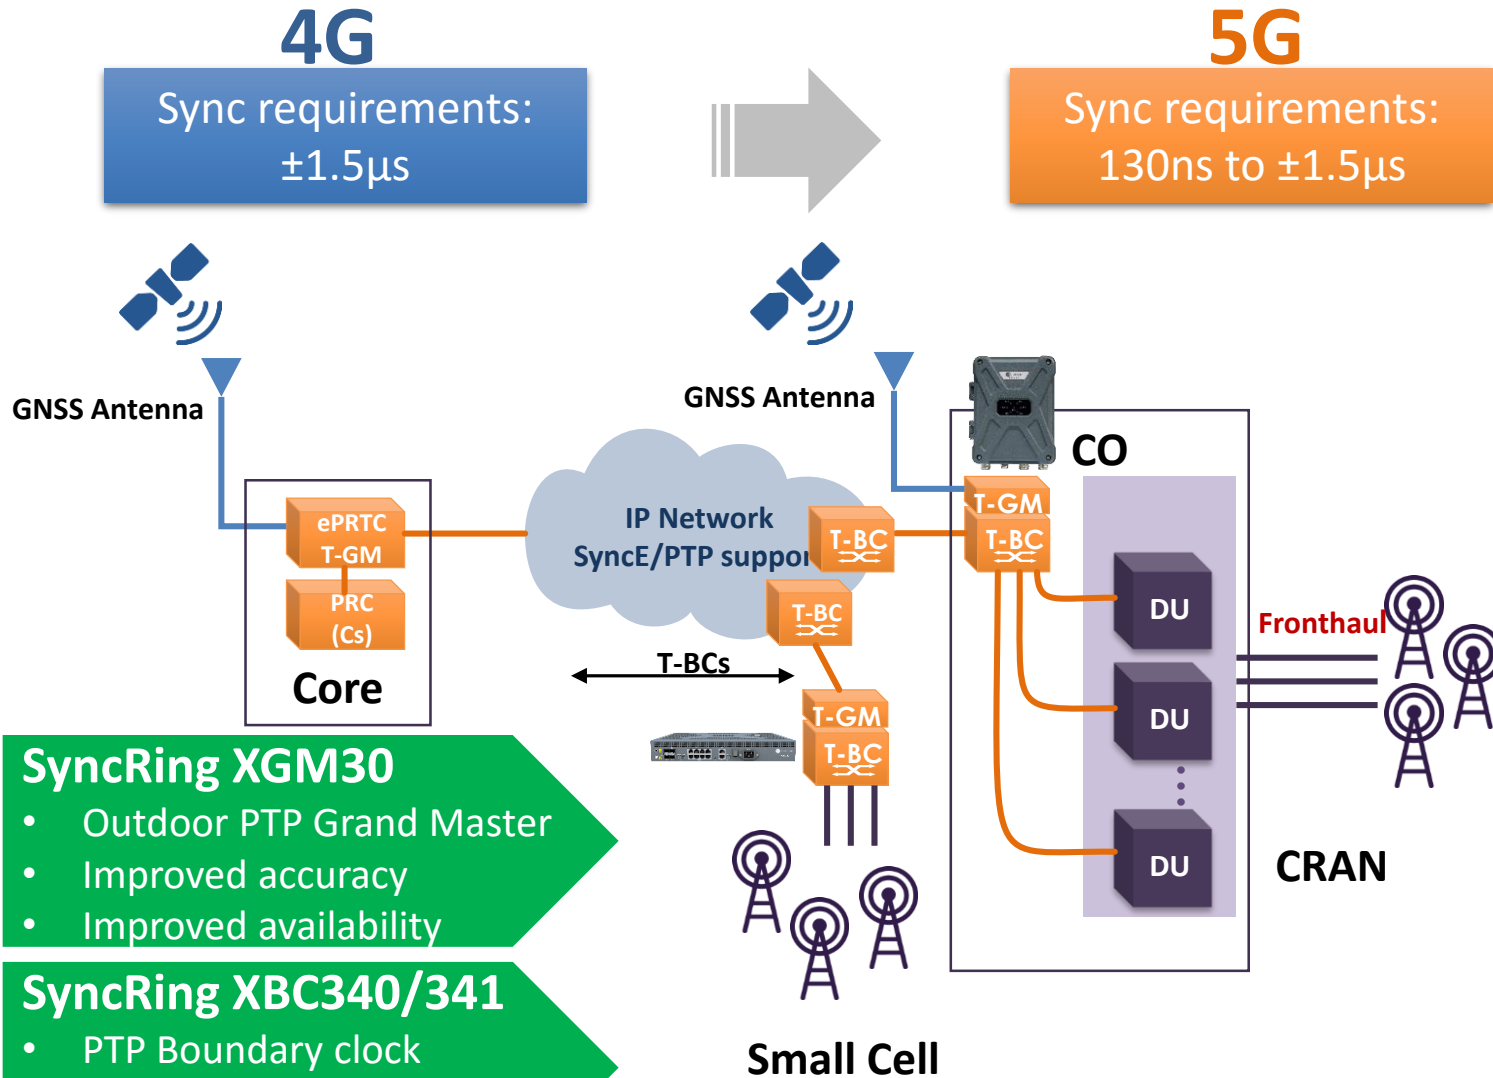 4G
5G
Sync requirements:
±1.5µs
Sync requirements:
130ns to ±1.5µs
GNSS Antenna
GNSS Antenna
CO
ePRTC
T-GM
PRC
(Cs)
Core
IP Network
SyncE/PTP suppor
T-BC
T-BC
T-BCs
T-GM
T-BC
T-GM
T-BC
DU
DU
DU
Fronthaul
CRAN
SyncRing XGM30
• Outdoor PTP Grand Master
• Improved accuracy
• Improved availability
SyncRing XBC340/341
• PTP Boundary clock
Small Cell